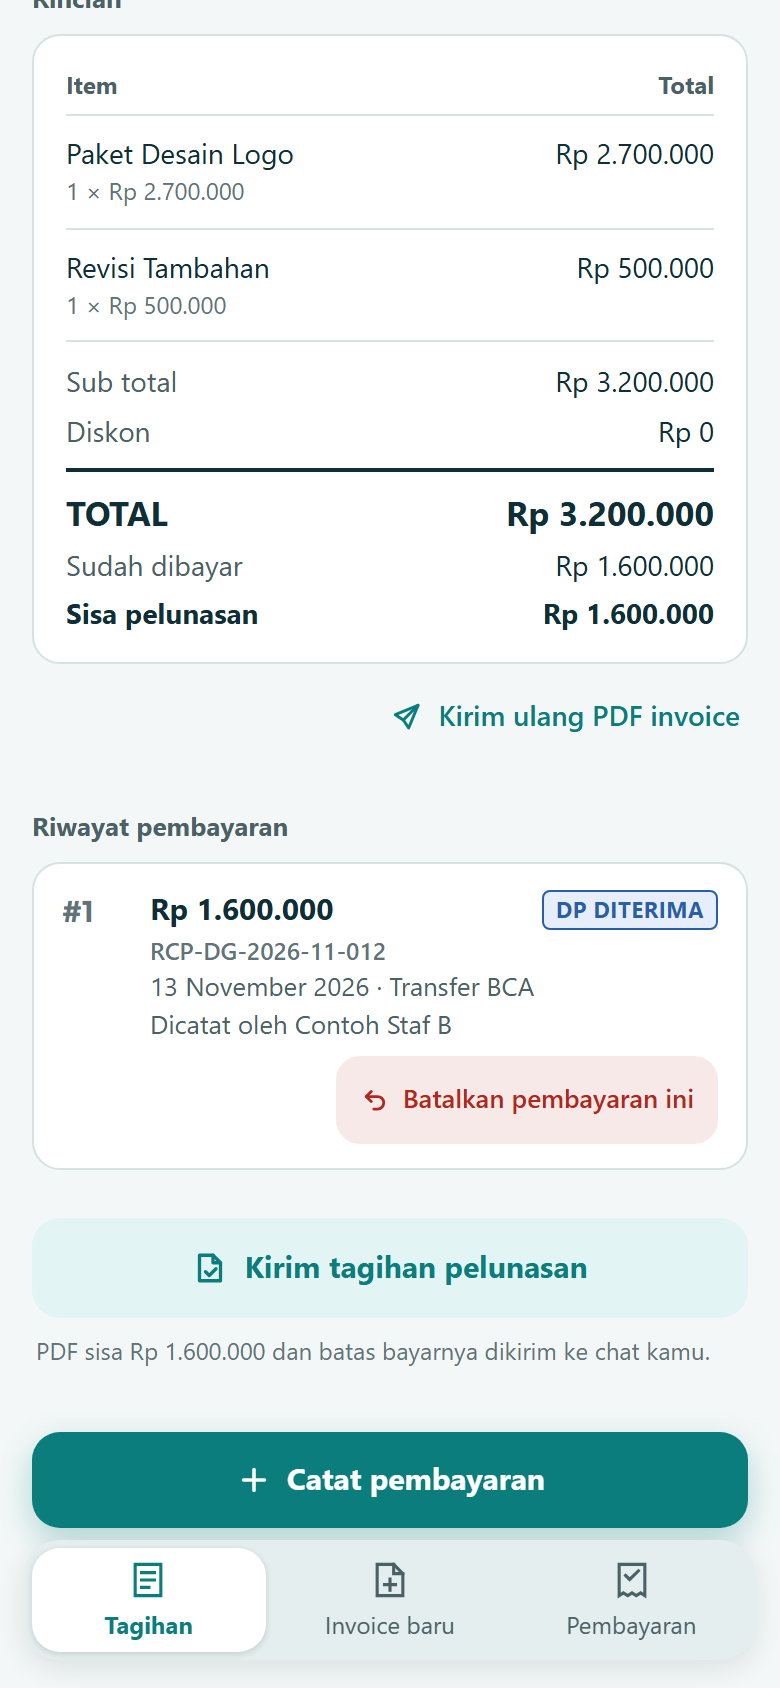 Rincian
Item Total
Paket Desain Logo Rp 2.700.000
1 × Rp 2.700.000
Revisi Tambahan Rp 500.000
1 × Rp 500.000
Sub total Rp 3.200.000
Diskon Rp 0
TOTAL Rp 3.200.000
Sudah dibayar Rp 1.600.000
Sisa pelunasan Rp 1.600.000
Kirim ulang PDF invoice
Riwayat pembayaran
#1 Rp 1.600.000 DP DITERIMA
RCP-DG-2026-11-012
13 November 2026 · Transfer BCA
Dicatat oleh Contoh Staf B
Batalkan pembayaran ini
Kirim tagihan pelunasan
PDF sisa Rp 1.600.000 dan batas bayarnya dikirim ke chat kamu.
Catat pembayaran
Tagihan Invoice baru Pembayaran